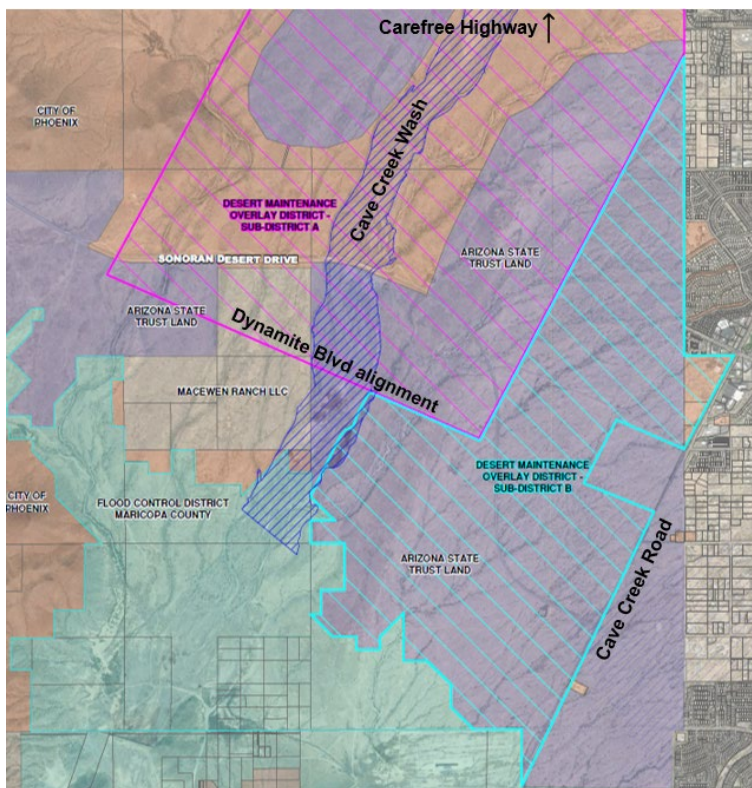 Carefree Highway ↑
CITY OF
PHOENIX
Cave Creek Wash
DESERT MAINTENANCE
OVERLAY DISTRICT -
SUB-DISTRICT A
ARIZONA STATE
TRUST LAND
SONORAN DESERT DRIVE
ARIZONA STATE
TRUST LAND
Dynamite Blvd alignment
MACEWEN RANCH LLC
DESERT MAINTENANCE
OVERLAY DISTRICT -
SUB-DISTRICT B
CITY OF
PHOENIX
FLOOD CONTROL DISTRICT
MARICOPA COUNTY
ARIZONA STATE
TRUST LAND
Cave Creek Road